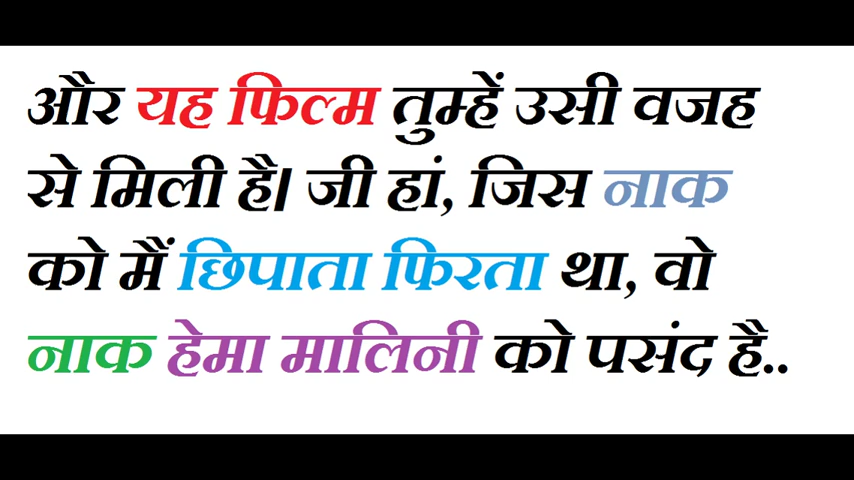 और यह फिल्म तुम्हें उसी वजह
से मिली है। जी हां, जिस नाक
को मैं छिपाता फिरता था, वो
नाक हेमा मालिनी को पसंद है..